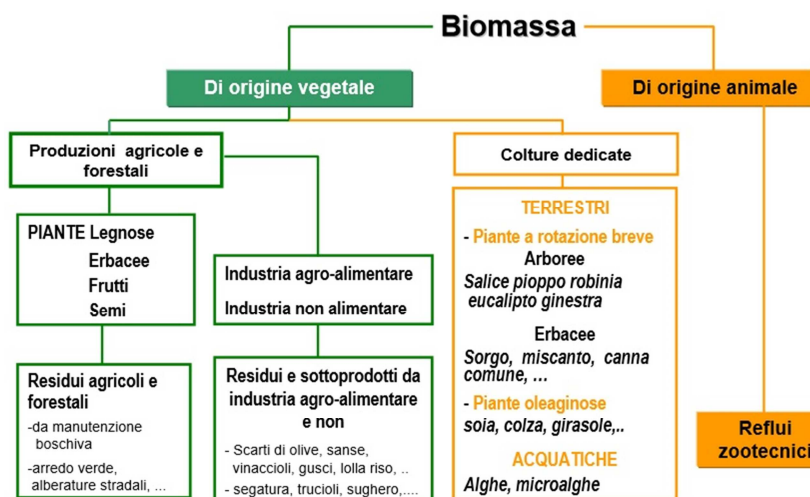 Biomassa
Di origine vegetale
Di origine animale
Produzioni agricole e
forestali
Colture dedicate
PIANTE Legnose
Erbacee
Frutti
Semi
Industria agro-alimentare
Industria non alimentare
TERRESTRI
- Piante a rotazione breve
Arboree
Salice pioppo robinia
eucalipto ginestra
Erbacee
Sorgo, miscanto, canna
comune, ...
- Piante oleaginose
soia, colza, girasole,..
ACQUATICHE
Alghe, microalghe
Residui agricoli e
forestali
-da manutenzione
boschiva
-arredo verde,
alberature stradali, ...
Residui e sottoprodotti da
industria agro-alimentare
e non
- Scarti di olive, sanse,
vinaccioli, gusci, lolla riso, ..
- segatura, trucioli, sughero,....
Reflui
zootecnici